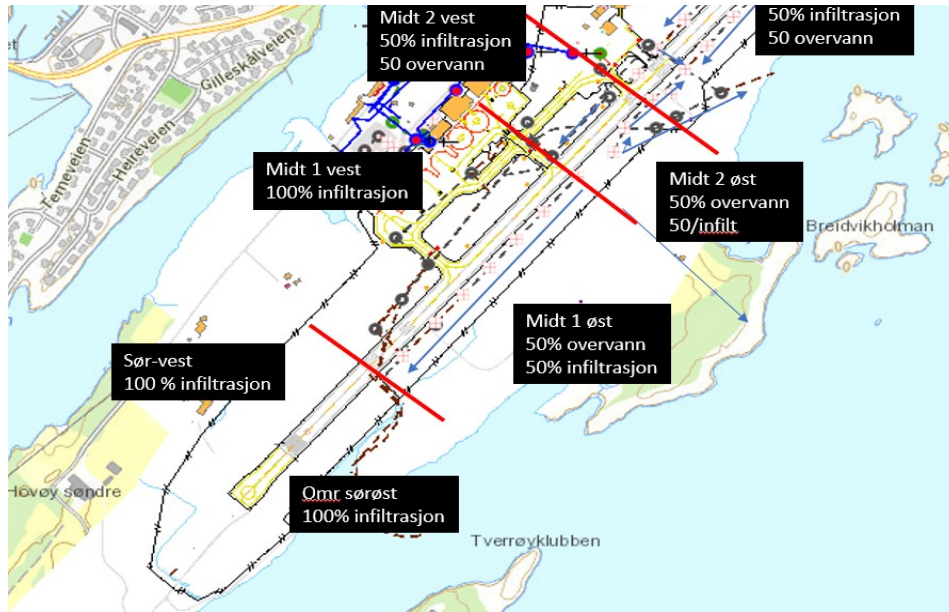 Midt 2 vest
50% infiltrasjon
50 overvann
50% infiltrasjon
50 overvann
Gilleskålveien
Heireveien
Terneveien
Midt 1 vest
100% infiltrasjon
Midt 2 øst
50% overvann
50/infilt
Breidvikholman
Midt 1 øst
50% overvann
50% infiltrasjon
Sør-vest
100 % infiltrasjon
Hovøy søndre
Omr sørøst
100% infiltrasjon
Tverrøyklubben